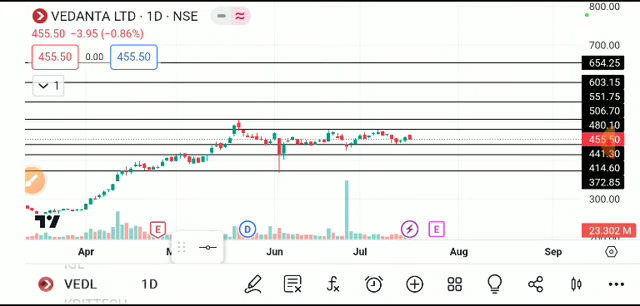 VEDANTA LTD · 1D · NSE
455.50 −3.95 (−0.86%)
455.50 0.00 455.50
1
800.00
700.00
654.25
603.15
551.75
506.70
480.10
455.50
441.30
414.60
372.85
300.00
23.302 M
E D E
Apr Jun Jul Aug Sep
VEDL 1D